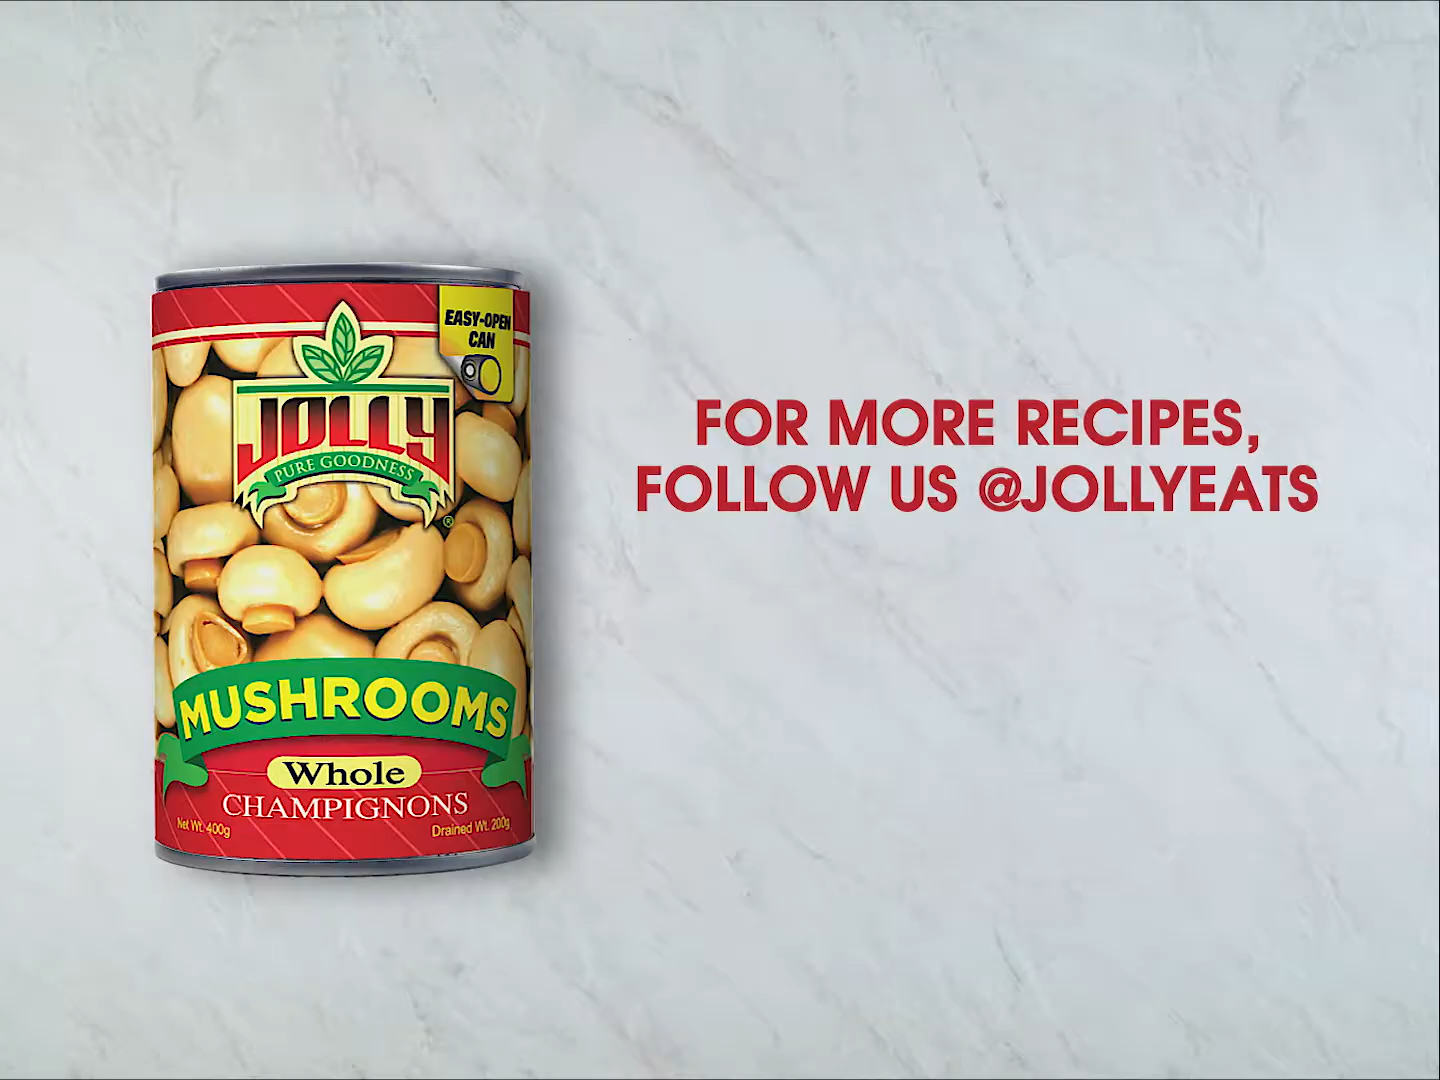 EASY-OPEN
CAN
JOLLY
PURE GOODNESS
®
MUSHROOMS
Whole
CHAMPIGNONS
Net Wt. 400g
Drained Wt. 200g
FOR MORE RECIPES,
FOLLOW US @JOLLYEATS